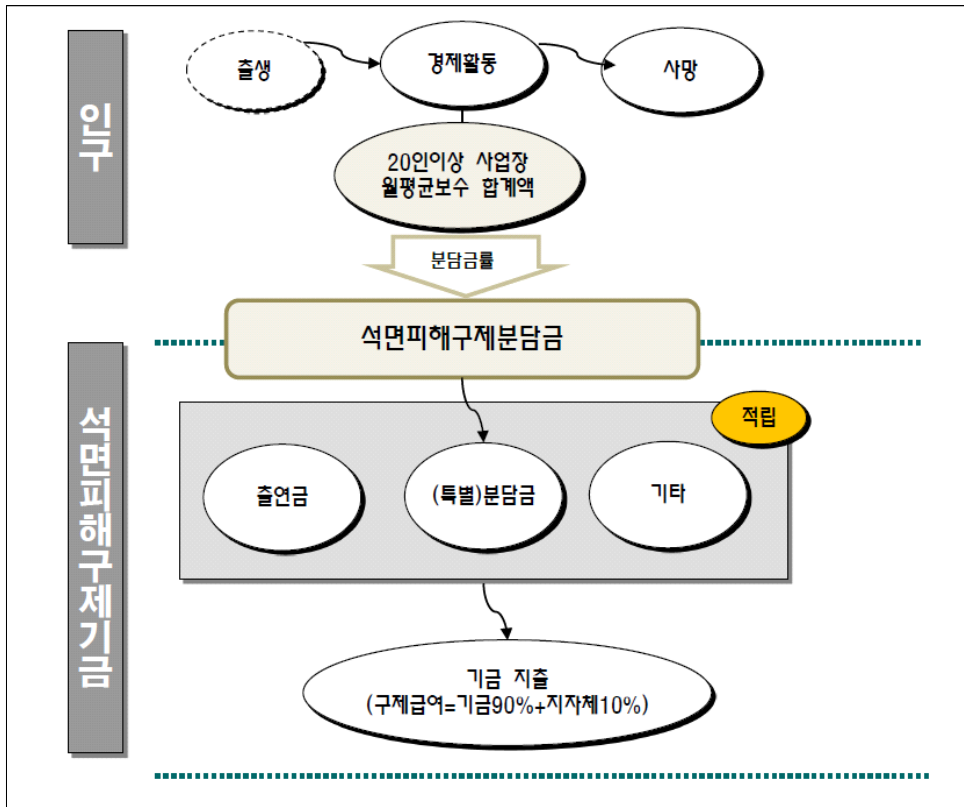 인구
출생
경제활동
사망
20인이상 사업장
월평균보수 합계액
분담금률
석면피해구제분담금
석면피해구제기금
적립
출연금
(특별)분담금
기타
기금 지출
(구제급여=기금90%+지자체10%)